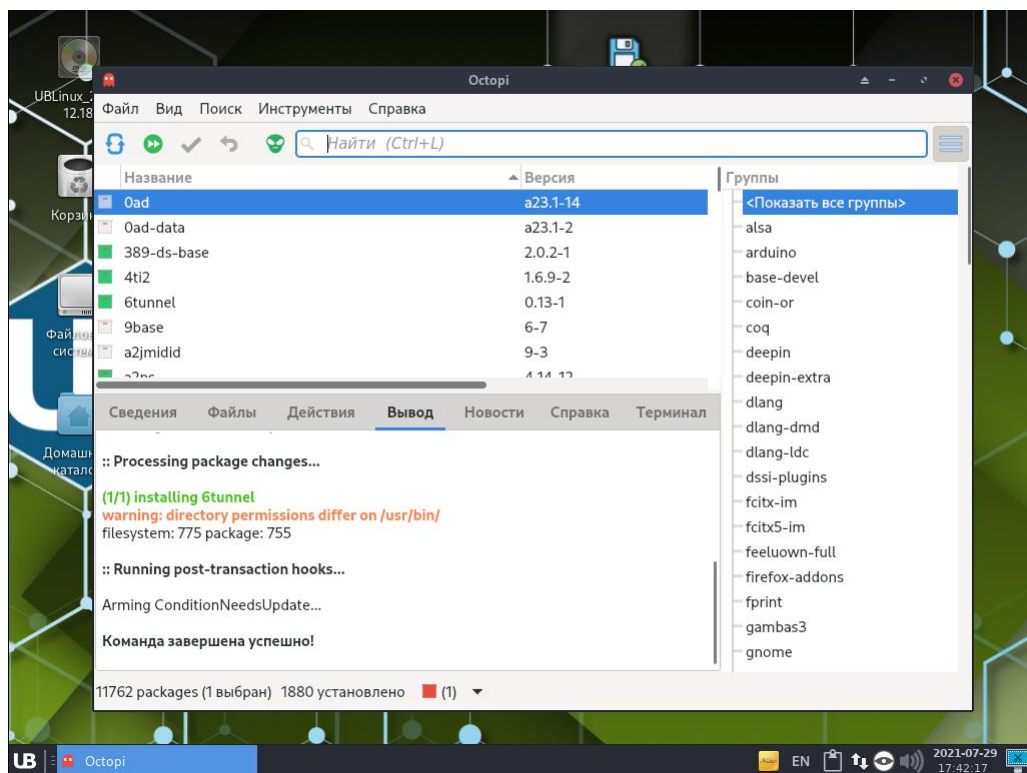 Octopi
UBLinux_
12.18
Файл Вид Поиск Инструменты Справка
Найти (Ctrl+L)
Название Версия Группы
0ad a23.1-14
0ad-data a23.1-2
389-ds-base 2.0.2-1
4ti2 1.6.9-2
6tunnel 0.13-1
9base 6-7
a2jmidid 9-3
<Показать все группы>
alsa
arduino
base-devel
coin-or
coq
deepin
deepin-extra
dlang
dlang-dmd
dlang-ldc
dssi-plugins
fcitx-im
fcitx5-im
feeluown-full
firefox-addons
fprint
gambas3
gnome
Сведения Файлы Действия Вывод Новости Справка Терминал
:: Processing package changes...
(1/1) installing 6tunnel
warning: directory permissions differ on /usr/bin/
filesystem: 775 package: 755
:: Running post-transaction hooks...
Arming ConditionNeedsUpdate...
Команда завершена успешно!
11762 packages (1 выбран) 1880 установлено (1)
UB Octopi EN 2021-07-29
17:42:17